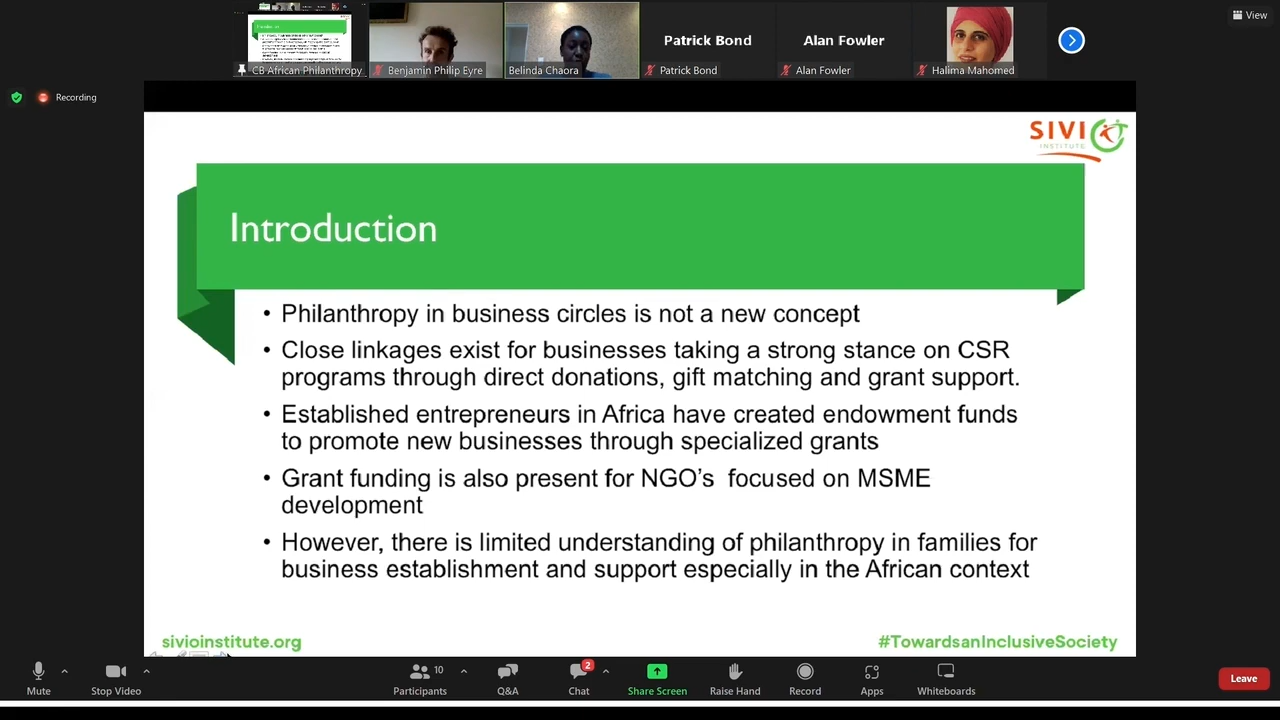 Patrick Bond
Alan Fowler
View
CB African Philanthropy
Benjamin Philip Eyre
Belinda Chaora
Patrick Bond
Alan Fowler
Halima Mahomed
Recording
SIVIO
INSTITUTE
Introduction
• Philanthropy in business circles is not a new concept
• Close linkages exist for businesses taking a strong stance on CSR
programs through direct donations, gift matching and grant support.
• Established entrepreneurs in Africa have created endowment funds
to promote new businesses through specialized grants
• Grant funding is also present for NGO's focused on MSME
development
• However, there is limited understanding of philanthropy in families for
business establishment and support especially in the African context
sivioinstitute.org
#TowardsanInclusiveSociety
10
2
Mute
Stop Video
Participants
Q&A
Chat
Share Screen
Raise Hand
Record
Apps
Whiteboards
Leave